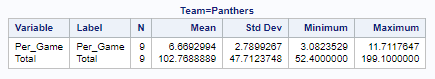 Team=Panthers
Variable Label N Mean Std Dev Minimum Maximum
Per_Game Per_Game 9 6.6692994 2.7899267 3.0823529 11.7117647
Total Total 9 102.7688889 47.7123748 52.4000000 199.1000000